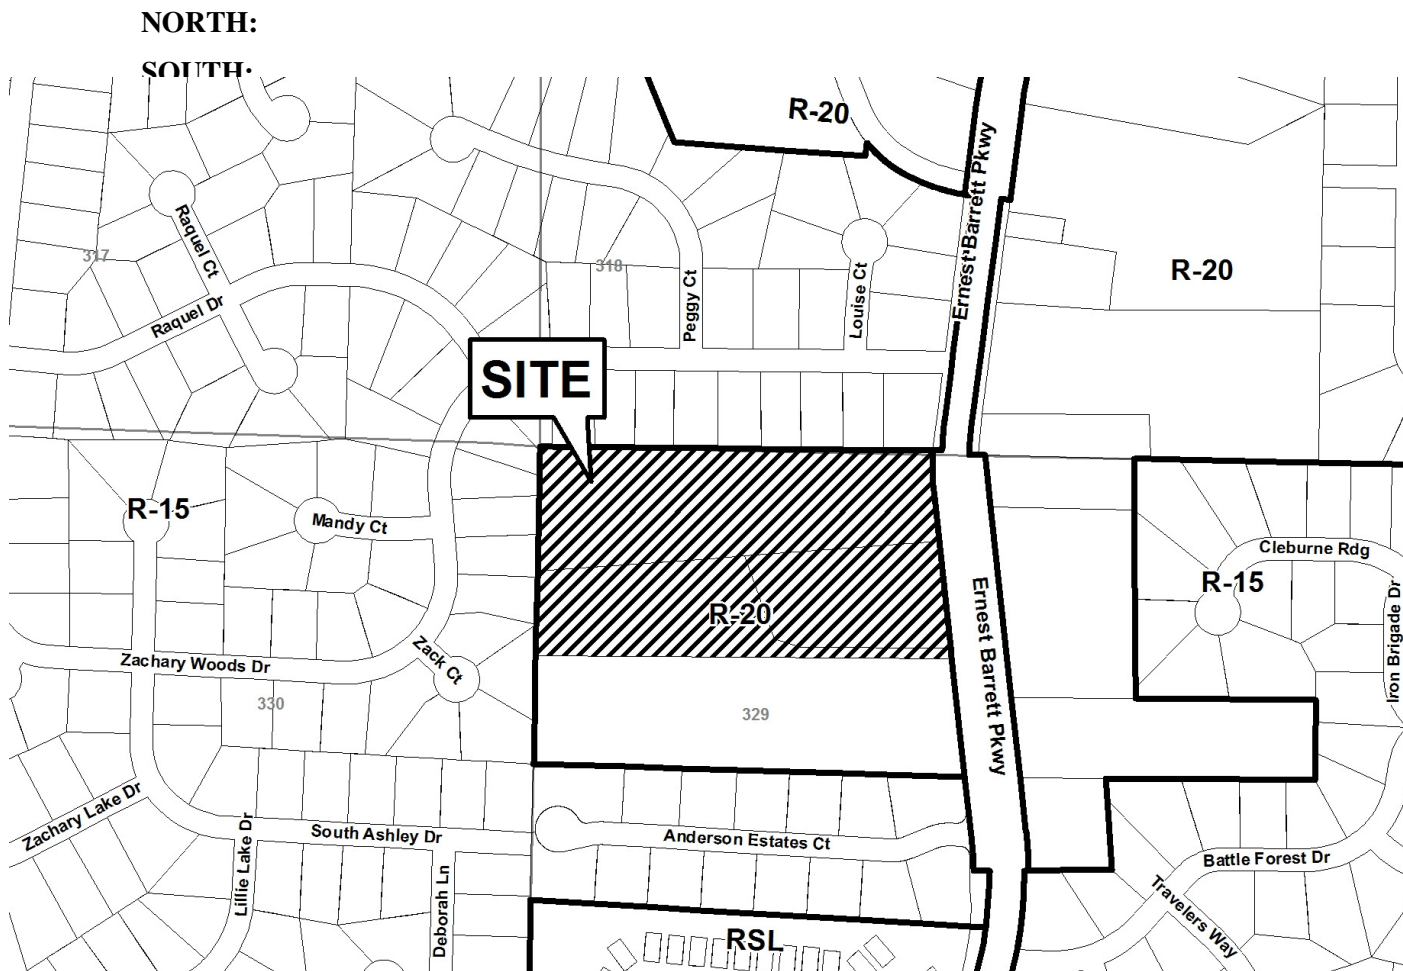 NORTH:
SOUTH:
R-20
Ernest Barrett Pkwy
Raquel Ct
317
318
R-20
Peggy Ct
Louise Ct
Raquel Dr
SITE
R-15
Mandy Ct
Cleburne Rdg
R-15
R-20
Ernest Barrett Pkwy
Iron Brigade Dr
Zachary Woods Dr
Zack Ct
330
329
Zachary Lake Dr
South Ashley Dr
Anderson Estates Ct
Lillie Lake Dr
Deborah Ln
Battle Forest Dr
Travelers Way
RSL